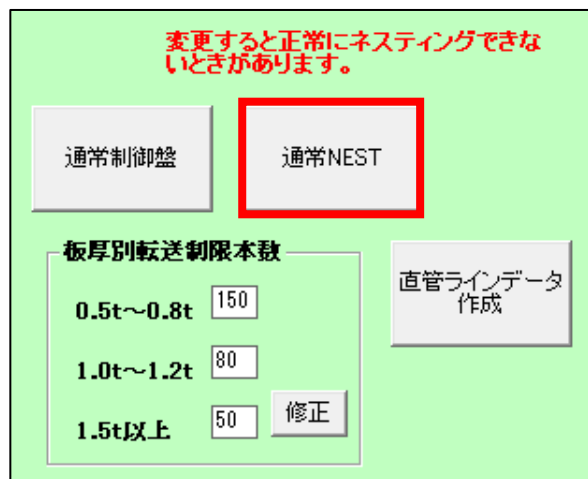 変更すると正常にネスティングできな
いときがあります。
通常制御盤
通常NEST
板厚別転送制限本数
0.5t～0.8t 150
1.0t～1.2t 80
1.5t以上 50 修正
直管ラインデータ
作成